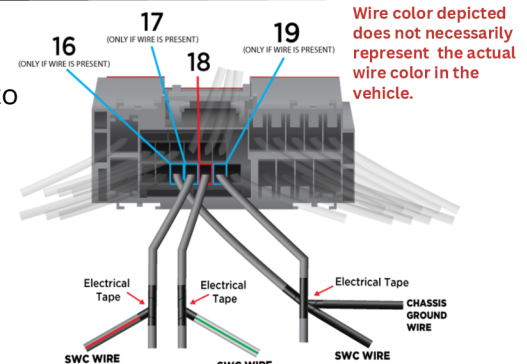 Wire color depicted
does not necessarily
represent the actual
wire color in the
vehicle.
16
(ONLY IF WIRE IS PRESENT)
17
(ONLY IF WIRE IS PRESENT)
18
19
(ONLY IF WIRE IS PRESENT)
Electrical
Tape
Electrical
Tape
Electrical Tape
CHASSIS
GROUND
WIRE
SWC WIRE
SWC WIRE
SWC WIRE